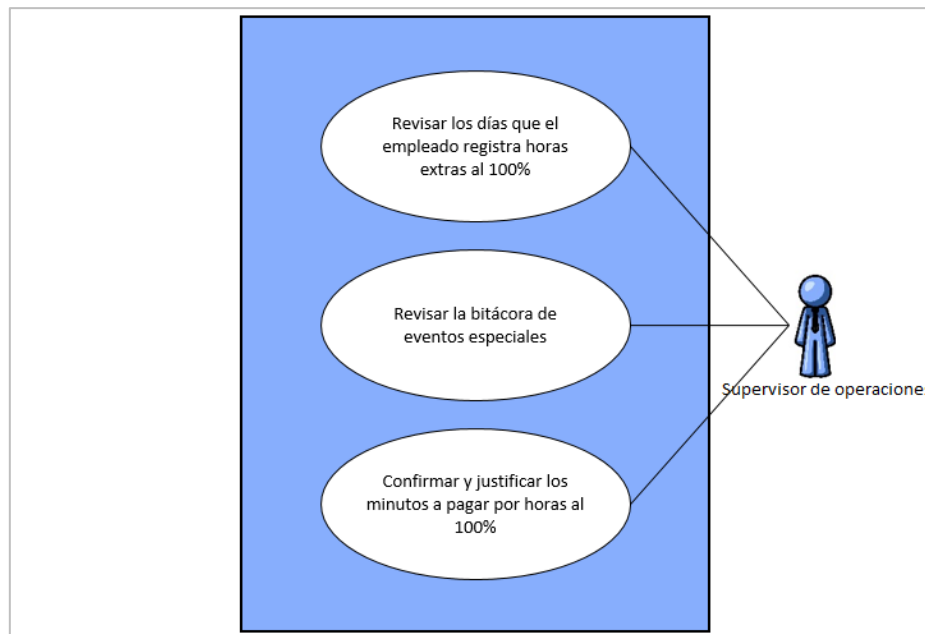 Revisar los días que el
empleado registra horas
extras al 100%
Revisar la bitácora de
eventos especiales
Supervisor de operaciones
Confirmar y justificar los
minutos a pagar por horas al
100%